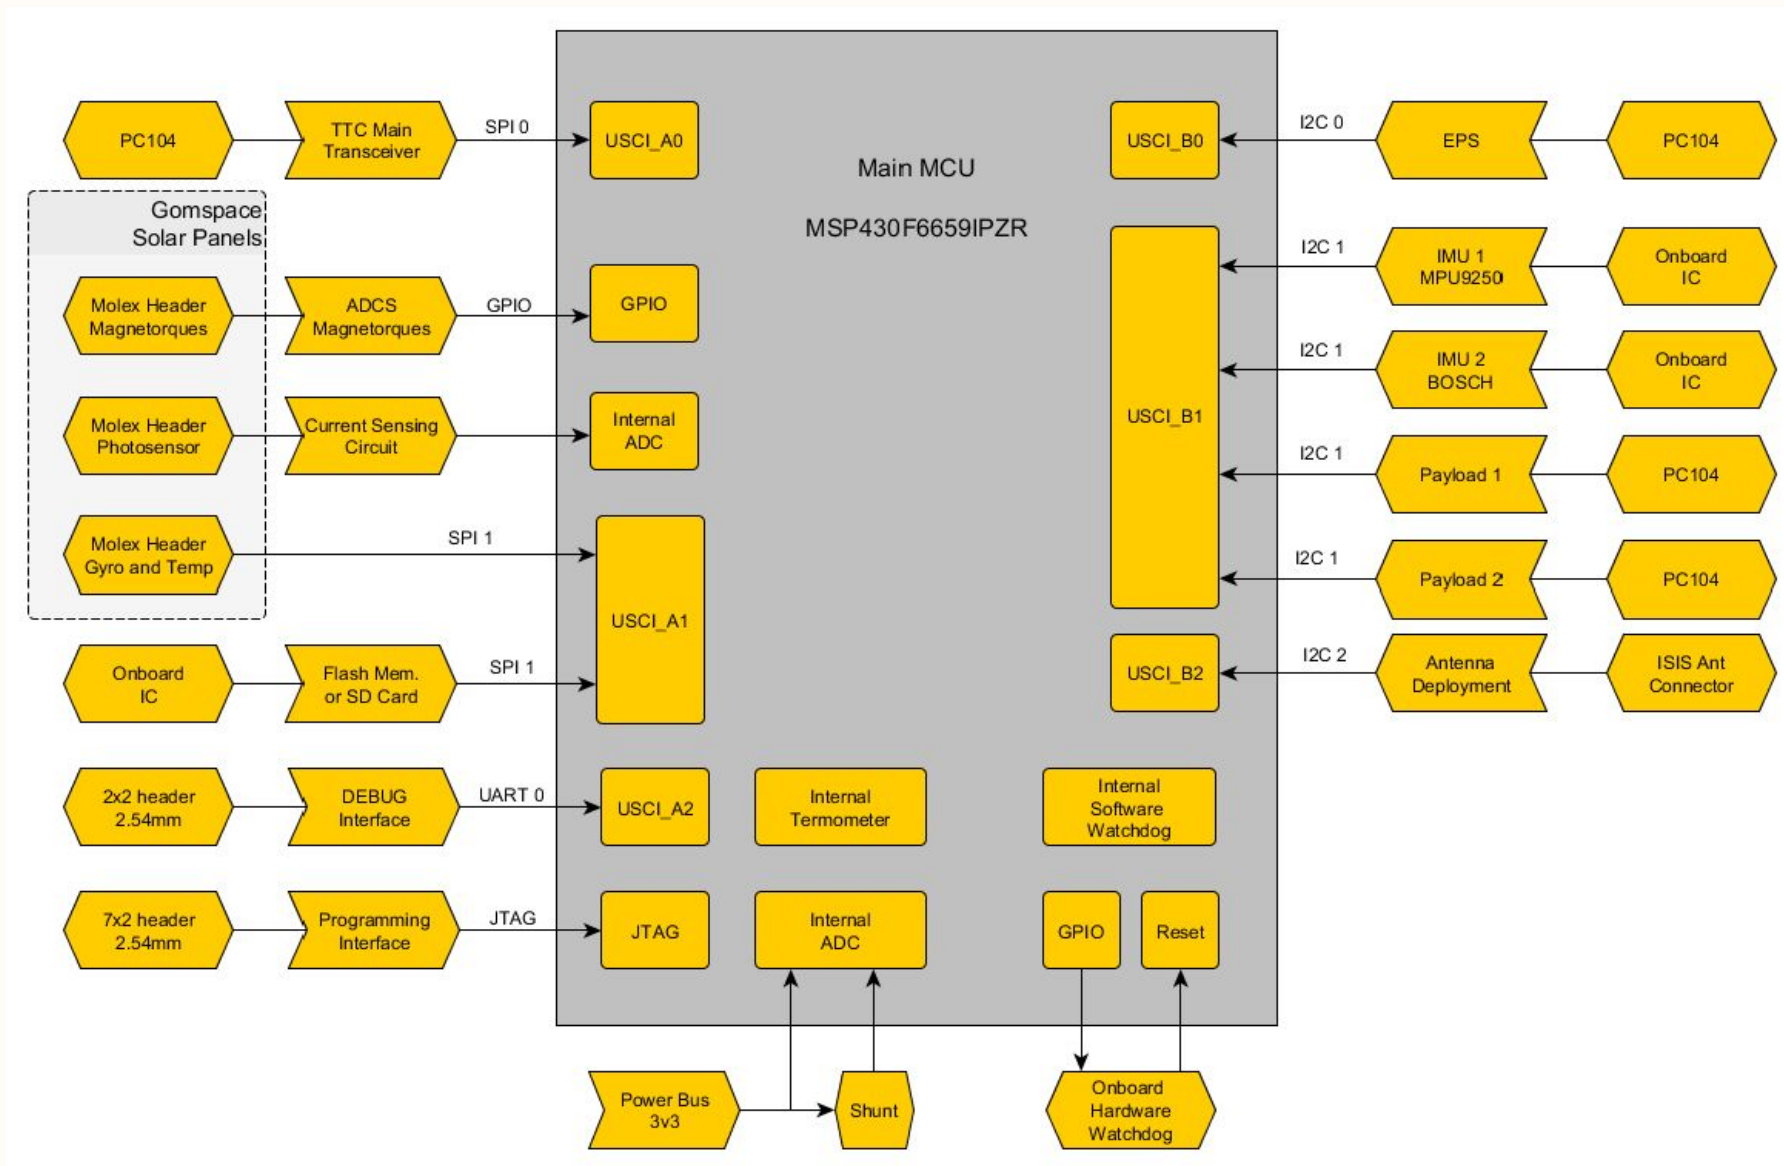 Main MCU
MSP430F6659IPZR
PC104
TTC Main
Transceiver
SPI 0
USCI_A0
Gomspace
Solar Panels
Molex Header
Magnetorques
ADCS
Magnetorques
GPIO
GPIO
Molex Header
Photosensor
Current Sensing
Circuit
Internal
ADC
Molex Header
Gyro and Temp
SPI 1
USCI_A1
Onboard
IC
Flash Mem.
or SD Card
SPI 1
2x2 header
2.54mm
DEBUG
Interface
UART 0
USCI_A2
7x2 header
2.54mm
Programming
Interface
JTAG
JTAG
Internal
Termometer
Internal
Software
Watchdog
Internal
ADC
GPIO
Reset
Power Bus
3v3
Shunt
Onboard
Hardware
Watchdog
USCI_B0
I2C 0
EPS
PC104
USCI_B1
I2C 1
IMU 1
MPU9250
Onboard
IC
I2C 1
IMU 2
BOSCH
Onboard
IC
I2C 1
Payload 1
PC104
I2C 1
Payload 2
PC104
USCI_B2
I2C 2
Antenna
Deployment
ISIS Ant
Connector